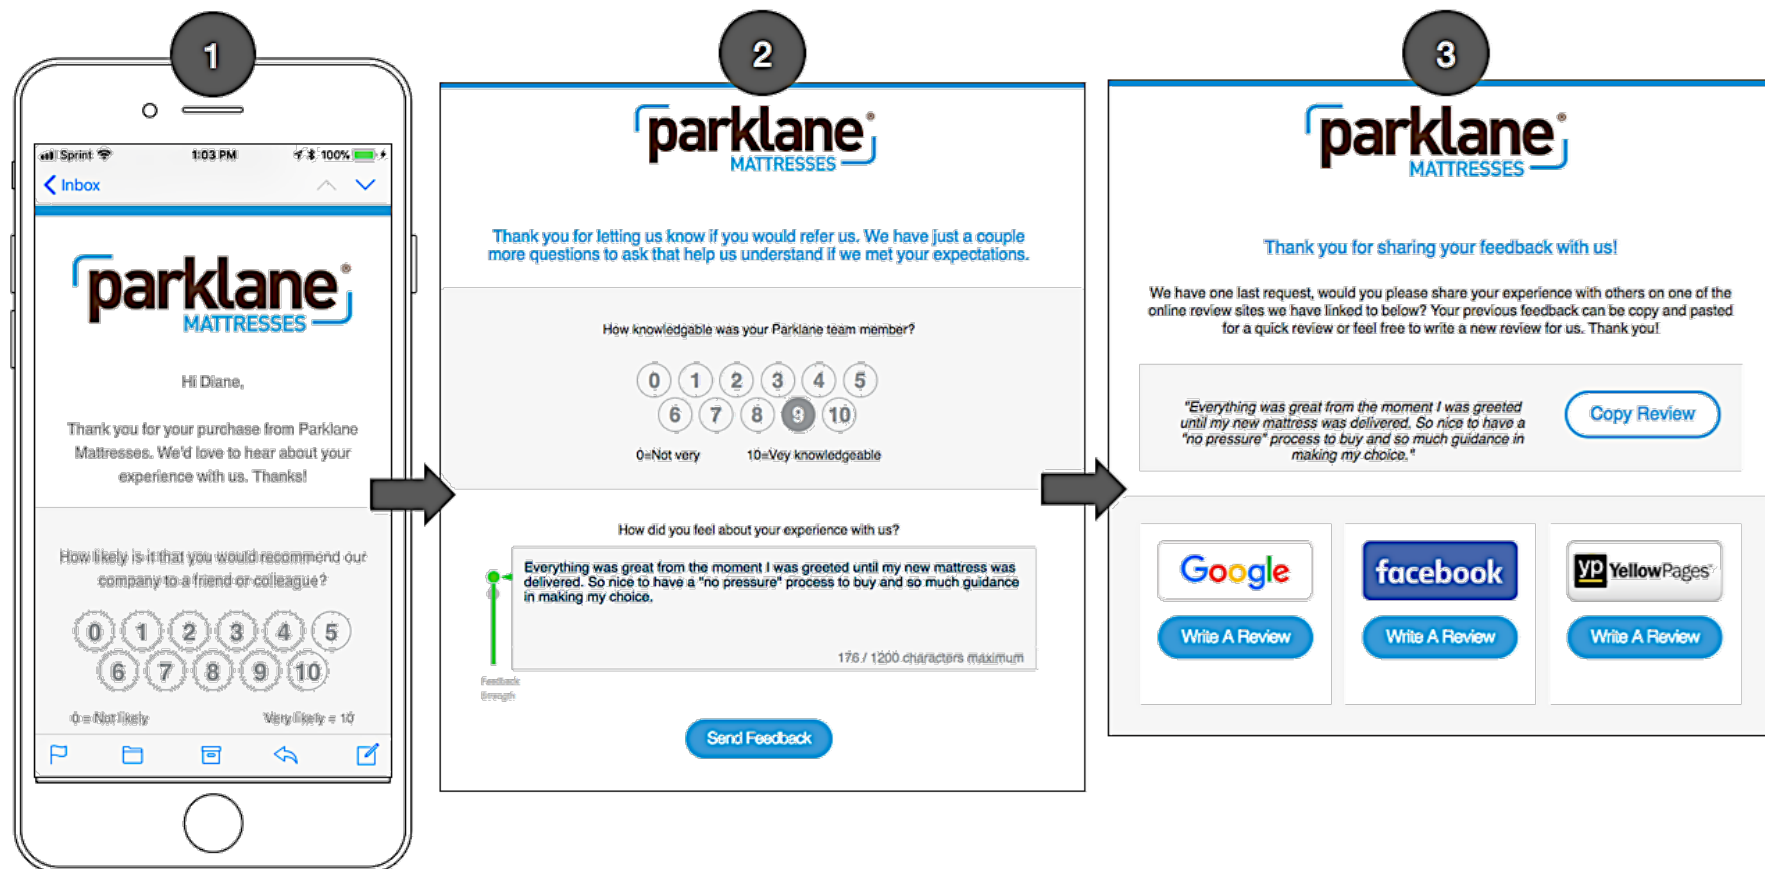 1
Sprint 1:03 PM 100%
Inbox
parklane®
MATTRESSES
Hi Diane,
Thank you for your purchase from Parklane
Mattresses. We'd love to hear about your
experience with us. Thanks!
How likely is it that you would recommend our
company to a friend or colleague?
0 1 2 3 4 5
6 7 8 9 10
0 = Not likely Very likely = 10
2
parklane®
MATTRESSES
Thank you for letting us know if you would refer us. We have just a couple
more questions to ask that help us understand if we met your expectations.
How knowledgable was your Parklane team member?
0 1 2 3 4 5
6 7 8 9 10
0=Not very 10=Vey knowledgeable
How did you feel about your experience with us?
Everything was great from the moment I was greeted until my new mattress was
delivered. So nice to have a "no pressure" process to buy and so much guidance
in making my choice.
176 / 1200 characters maximum
Feedback
Strength
Send Feedback
3
parklane®
MATTRESSES
Thank you for sharing your feedback with us!
We have one last request, would you please share your experience with others on one of the
online review sites we have linked to below? Your previous feedback can be copy and pasted
for a quick review or feel free to write a new review for us. Thank you!
"Everything was great from the moment I was greeted
until my new mattress was delivered. So nice to have a
"no pressure" process to buy and so much guidance in
making my choice."
Copy Review
Google
Write A Review
facebook
Write A Review
yp YellowPages
Write A Review